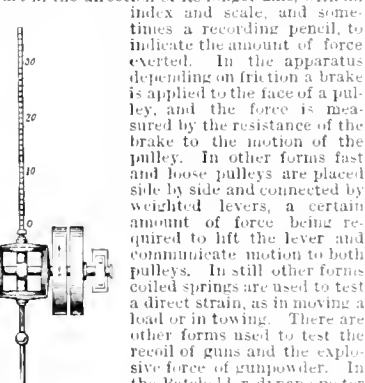 index and scale, and some-
times a recording pencil, to
indicate the amount of force
exerted. In the apparatus
depending on friction a brake
is applied to the face of a pul-
ley, and the force is mea-
sured by the resistance of the
brake to the motion of the
pulley. In other forms fast
and loose pulleys are placed
side by side and connected by
weighted levers, a certain
amount of force being re-
quired to lift the lever and
communicate motion to both
pulleys. In still other forms
coiled springs are used to test
a direct strain, as in moving a
load or in towing. There are
other forms used to test the
recoil of guns and the explo-
sive force of gunpowder. In
30
20
10
0